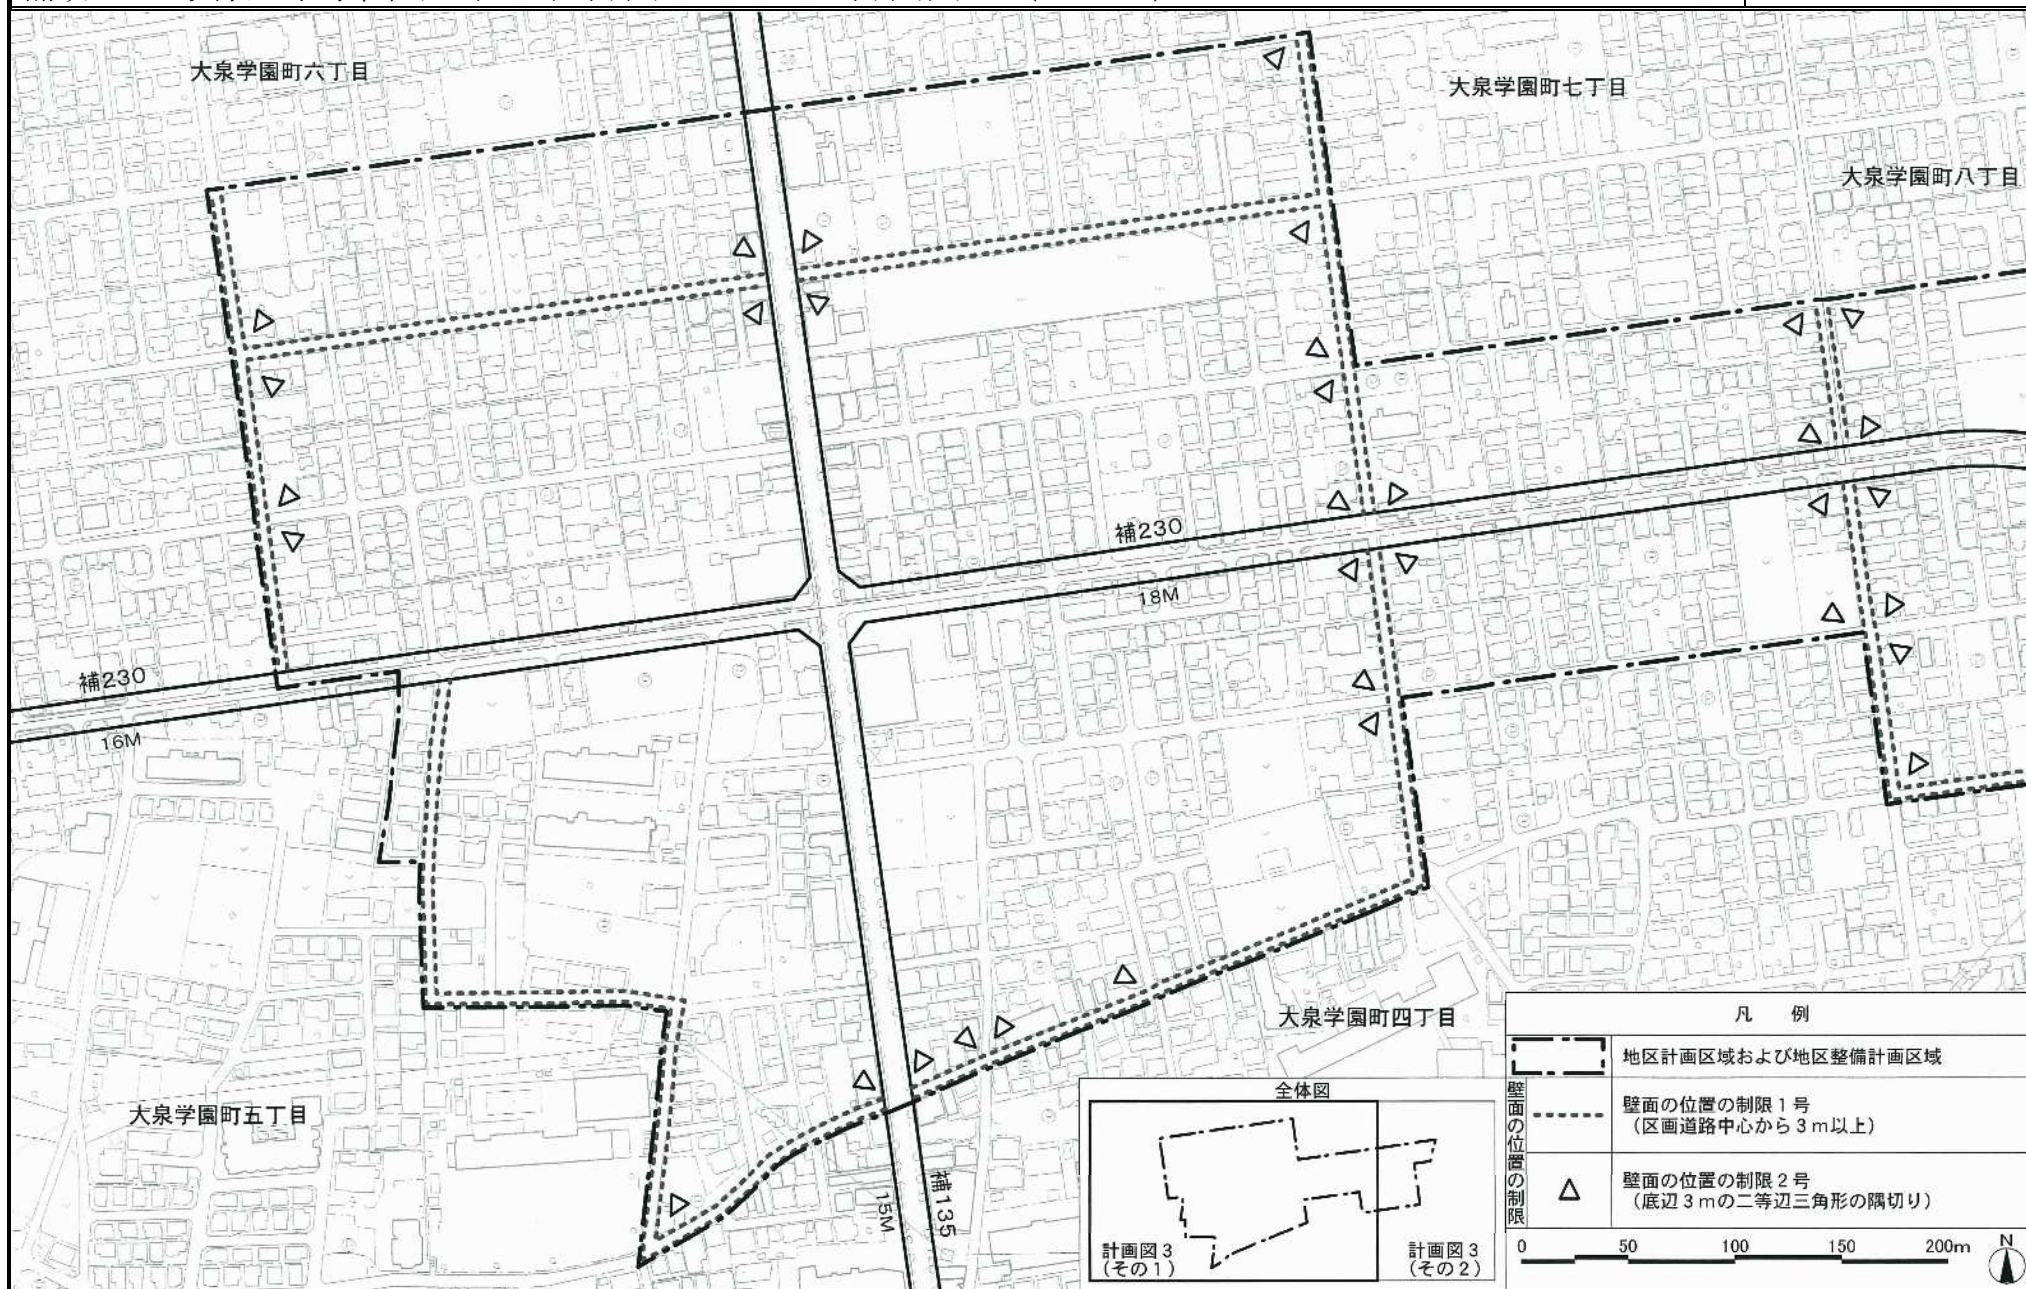 大泉学園町六丁目
大泉学園町七丁目
大泉学園町八丁目
補230
18M
補230
16M
大泉学園町四丁目
大泉学園町五丁目
15M
補135
全体図
計画図3
(その1)
計画図3
(その2)
凡 例
地区計画区域および地区整備計画区域
壁面の位置の制限
壁面の位置の制限1号
(区画道路中心から3m以上)
壁面の位置の制限2号
(底辺3mの二等辺三角形の隅切り)
0 50 100 150 200m
N